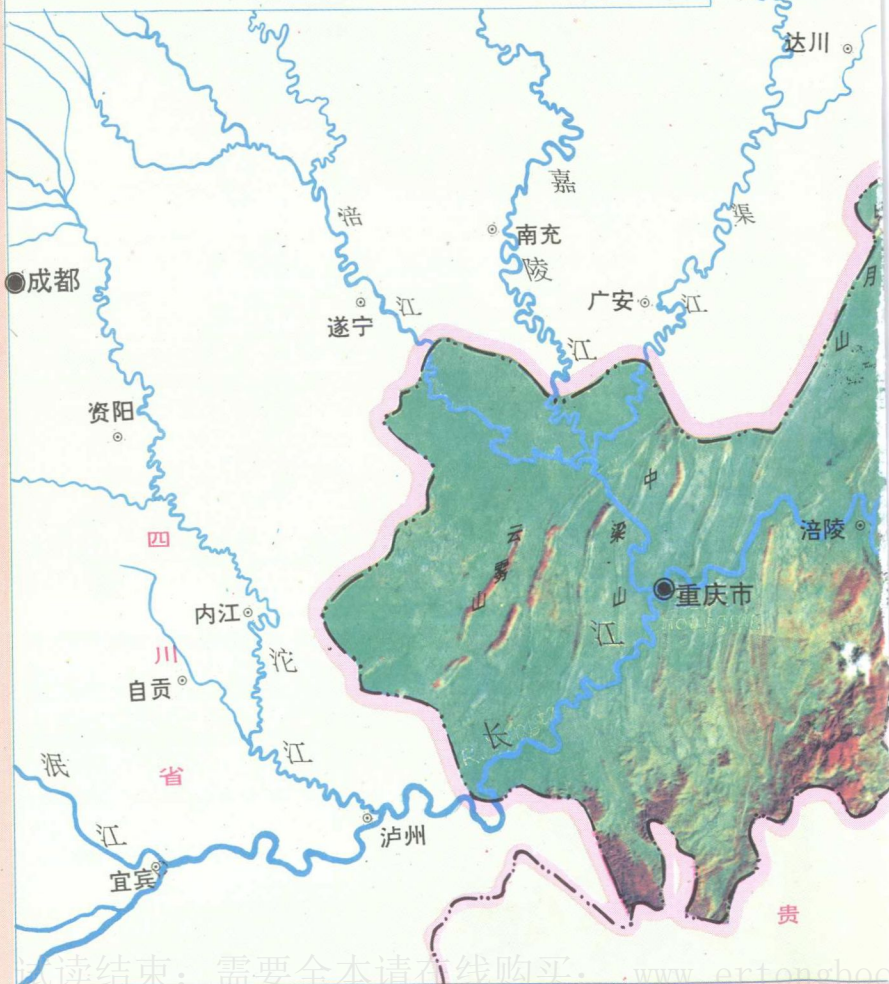 达川
嘉
涪
渠
南充
陵
成都
广安
江
江
月
遂宁
江
山
资阳
中
云
梁
涪陵
四
雾
重庆市
山
山
内江
江
川
沱
自贡
长
江
泯
省
江
泸州
宜宾
贵
试读结束：需要全本请在线购买： www.ertongboo